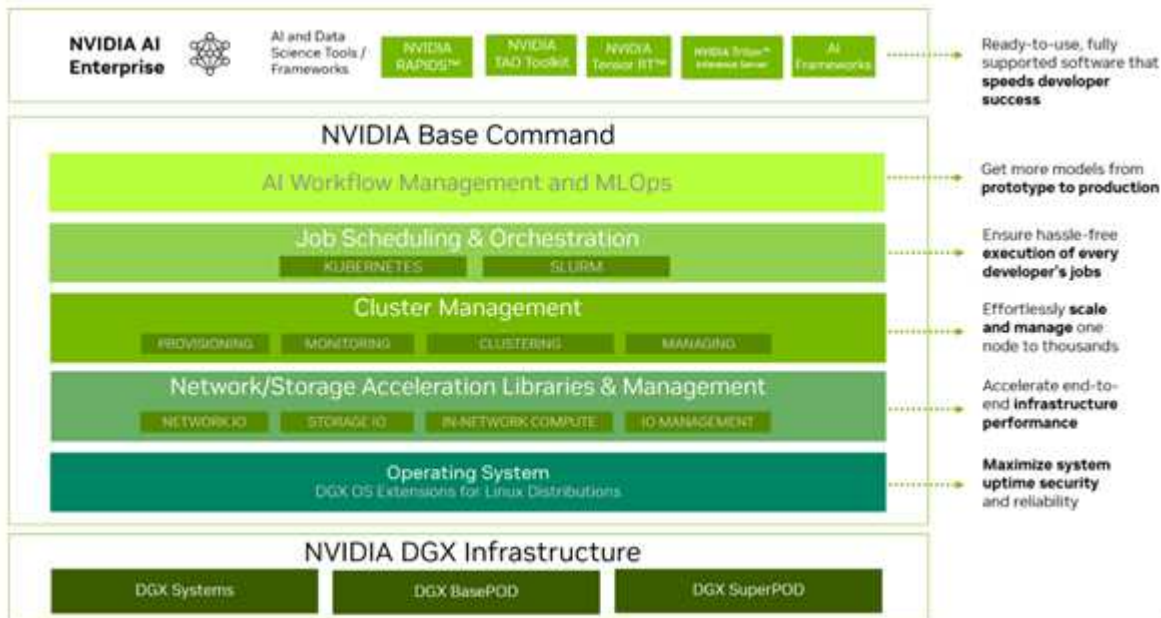 NVIDIA AI
Enterprise
AI and Data
Science Tools /
Frameworks
NVIDIA
RAPIDS™
NVIDIA
TAO Toolkit
NVIDIA
Tensor RT™
NVIDIA Triton™
Inference Server
AI
Frameworks
Ready-to-use, fully
supported software that
speeds developer
success
NVIDIA Base Command
AI Workflow Management and MLOps
Get more models from
prototype to production
Job Scheduling & Orchestration
KUBERNETES
SLURM
Ensure hassle-free
execution of every
developer's jobs
Cluster Management
PROVISIONING
MONITORING
CLUSTERING
MANAGING
Effortlessly scale
and manage one
node to thousands
Network/Storage Acceleration Libraries & Management
NETWORK IO
STORAGE IO
IN-NETWORK COMPUTE
IO MANAGEMENT
Accelerate end-to-
end infrastructure
performance
Operating System
DGX OS Extensions for Linux Distributions
Maximize system
uptime security
and reliability
NVIDIA DGX Infrastructure
DGX Systems
DGX BasePOD
DGX SuperPOD